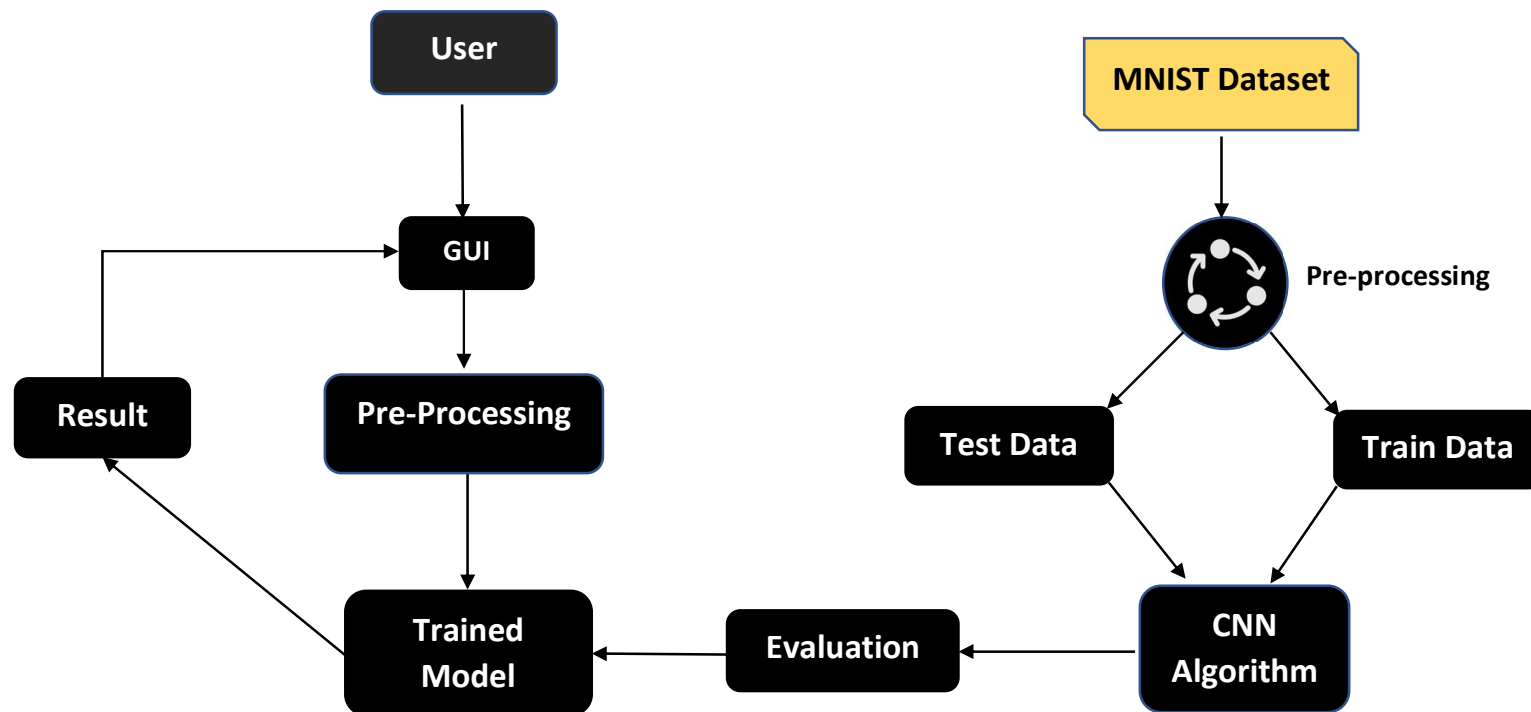 User
MNIST Dataset
GUI
Pre-processing
Result
Pre-Processing
Test Data
Train Data
Trained
Model
Evaluation
CNN
Algorithm